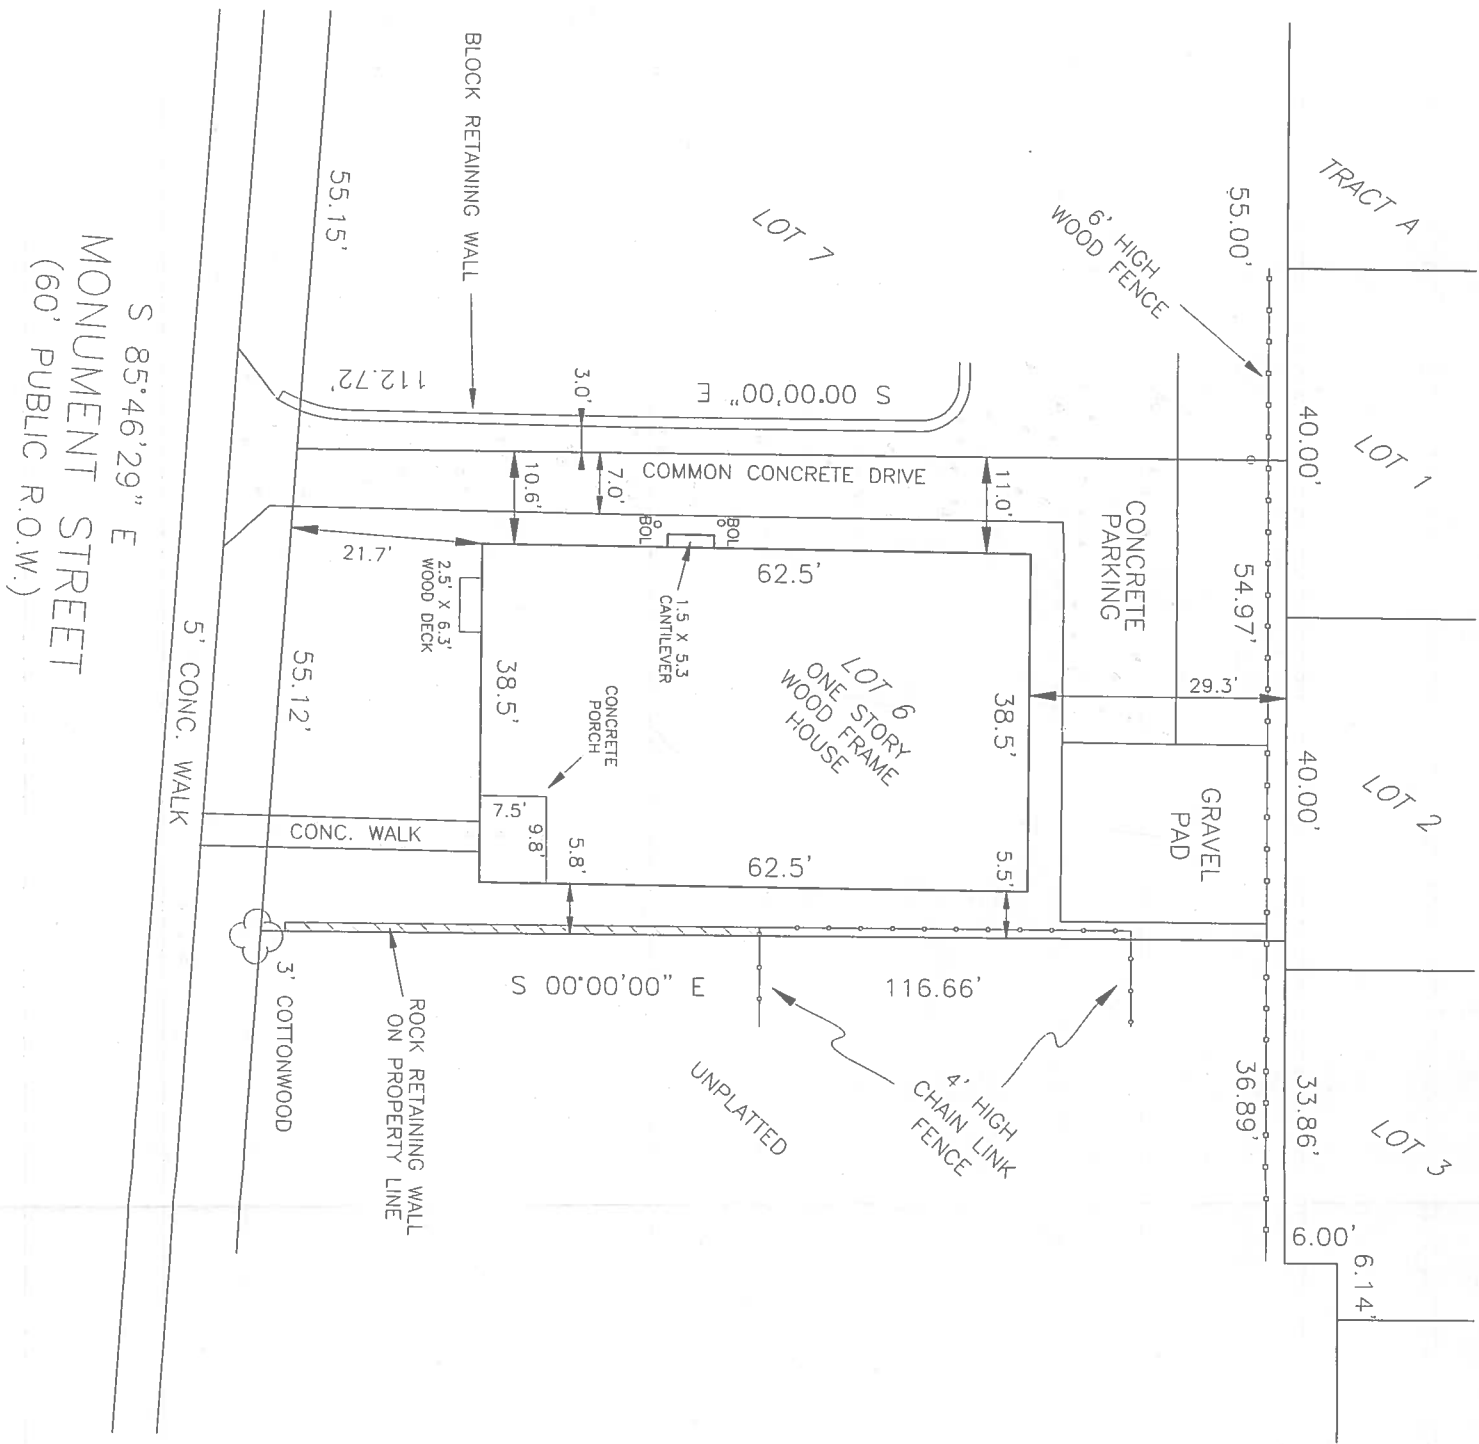 TRACT A
LOT 1
LOT 2
LOT 3
55.00'
40.00'
54.97'
40.00'
36.89'
33.86'
6.00'
6.14'
6' HIGH
WOOD FENCE
CONCRETE
PARKING
29.3'
GRAVEL
PAD
LOT 7
S 00°00'00" E
112.72'
BLOCK RETAINING WALL
3.0'
COMMON CONCRETE DRIVE
11.0'
7.0'
10.6'
BOL
BOL
62.5'
1.5 X 5.3
CANTILEVER
LOT 6
ONE STORY
WOOD FRAME
HOUSE
38.5'
38.5'
62.5'
2.5' X 6.3'
WOOD DECK
21.7'
CONCRETE
PORCH
7.5'
9.8'
5.8'
5.5'
CONC. WALK
S 00°00'00" E
116.66'
4' HIGH
CHAIN LINK
FENCE
UNPLATTED
ROCK RETAINING WALL
ON PROPERTY LINE
3' COTTONWOOD
55.15'
55.12'
5' CONC. WALK
S 85°46'29" E
MONUMENT STREET
(60' PUBLIC R.O.W.)